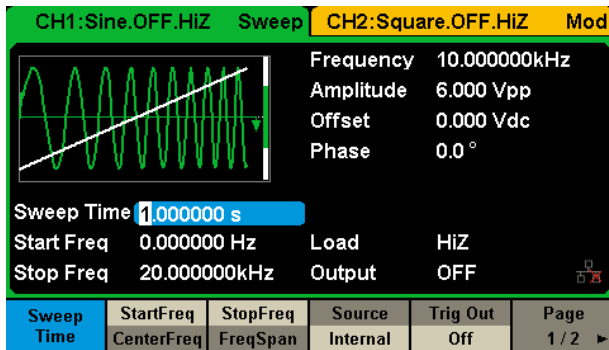 CH1:Sine.OFF.HiZ Sweep CH2:Square.OFF.HiZ Mod
Frequency 10.000000kHz
Amplitude 6.000 Vpp
Offset 0.000 Vdc
Phase 0.0 °
Sweep Time 1.000000 s
Start Freq 0.000000 Hz Load HiZ
Stop Freq 20.000000kHz Output OFF
Sweep Time StartFreq CenterFreq StopFreq FreqSpan Source Internal Trig Out Off Page 1 / 2 ►